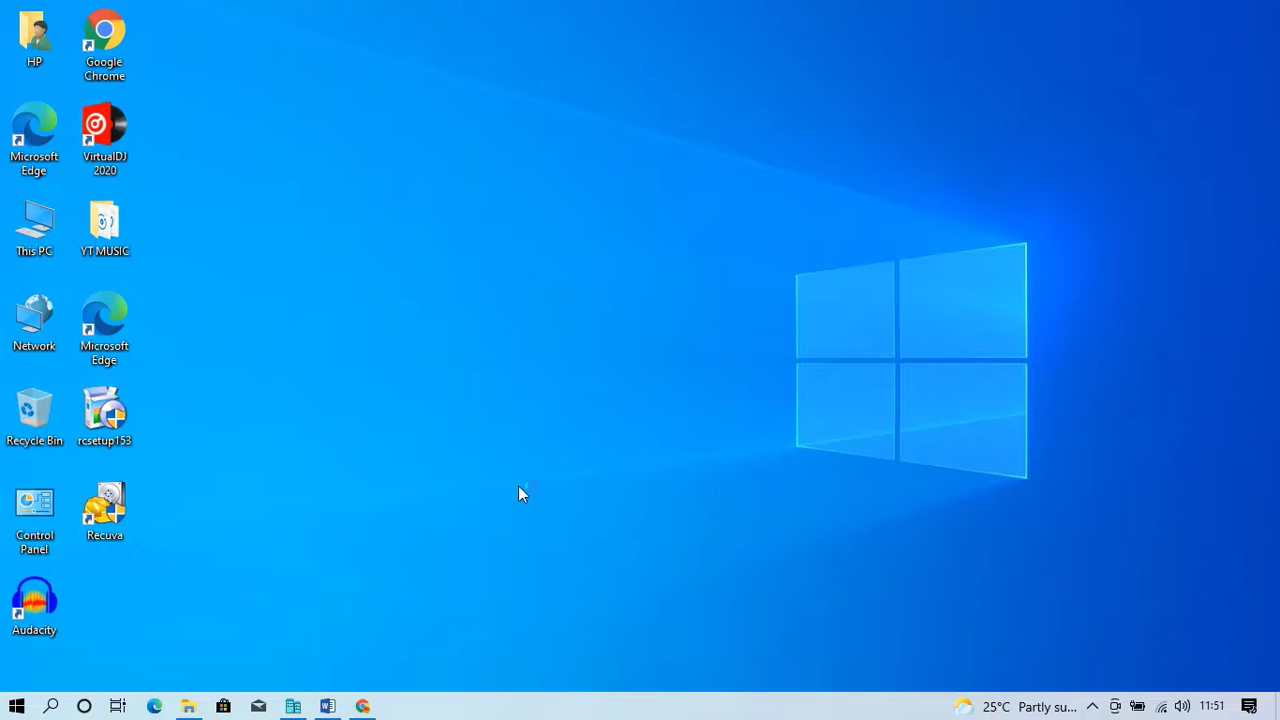 HP
Google
Chrome
Microsoft
Edge
VirtualDJ
2020
This PC
YT MUSIC
Network
Microsoft
Edge
Recycle Bin
rcsetup153
Control
Panel
Recuva
Audacity
25°C Partly su... 11:51